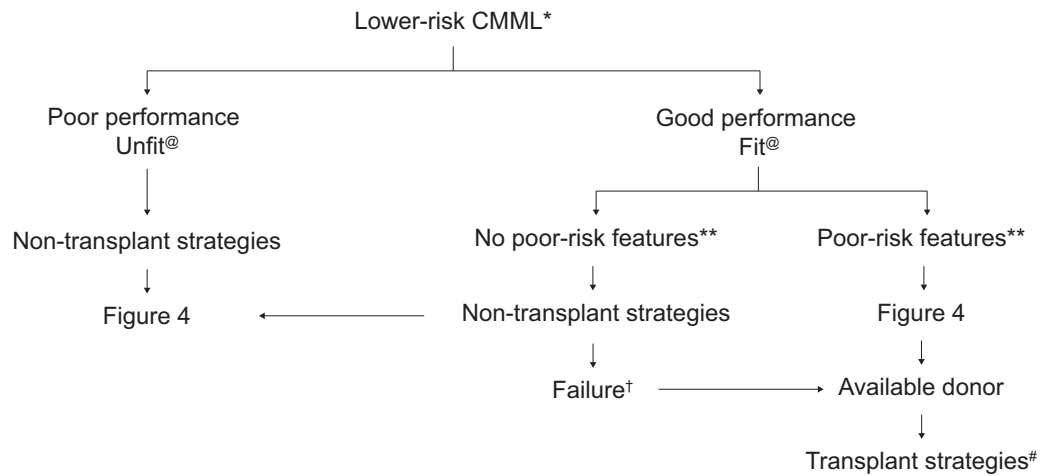 Lower-risk CMML*
Poor performance
Unfit@
Good performance
Fit@
Non-transplant strategies
No poor-risk features**
Poor-risk features**
Figure 4
Non-transplant strategies
Figure 4
Failure†
Available donor
Transplant strategies#